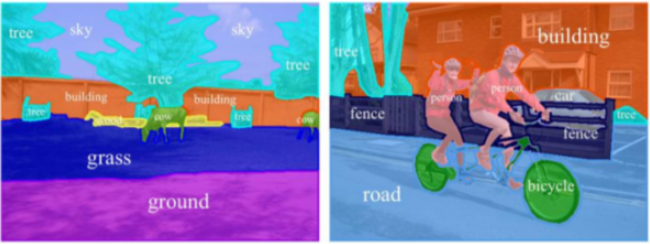 tree
sky
sky
tree
tree
building
building
tree
tree
cow
cow
grass
ground
building
tree
person
person
car
tree
fence
fence
road
bicycle